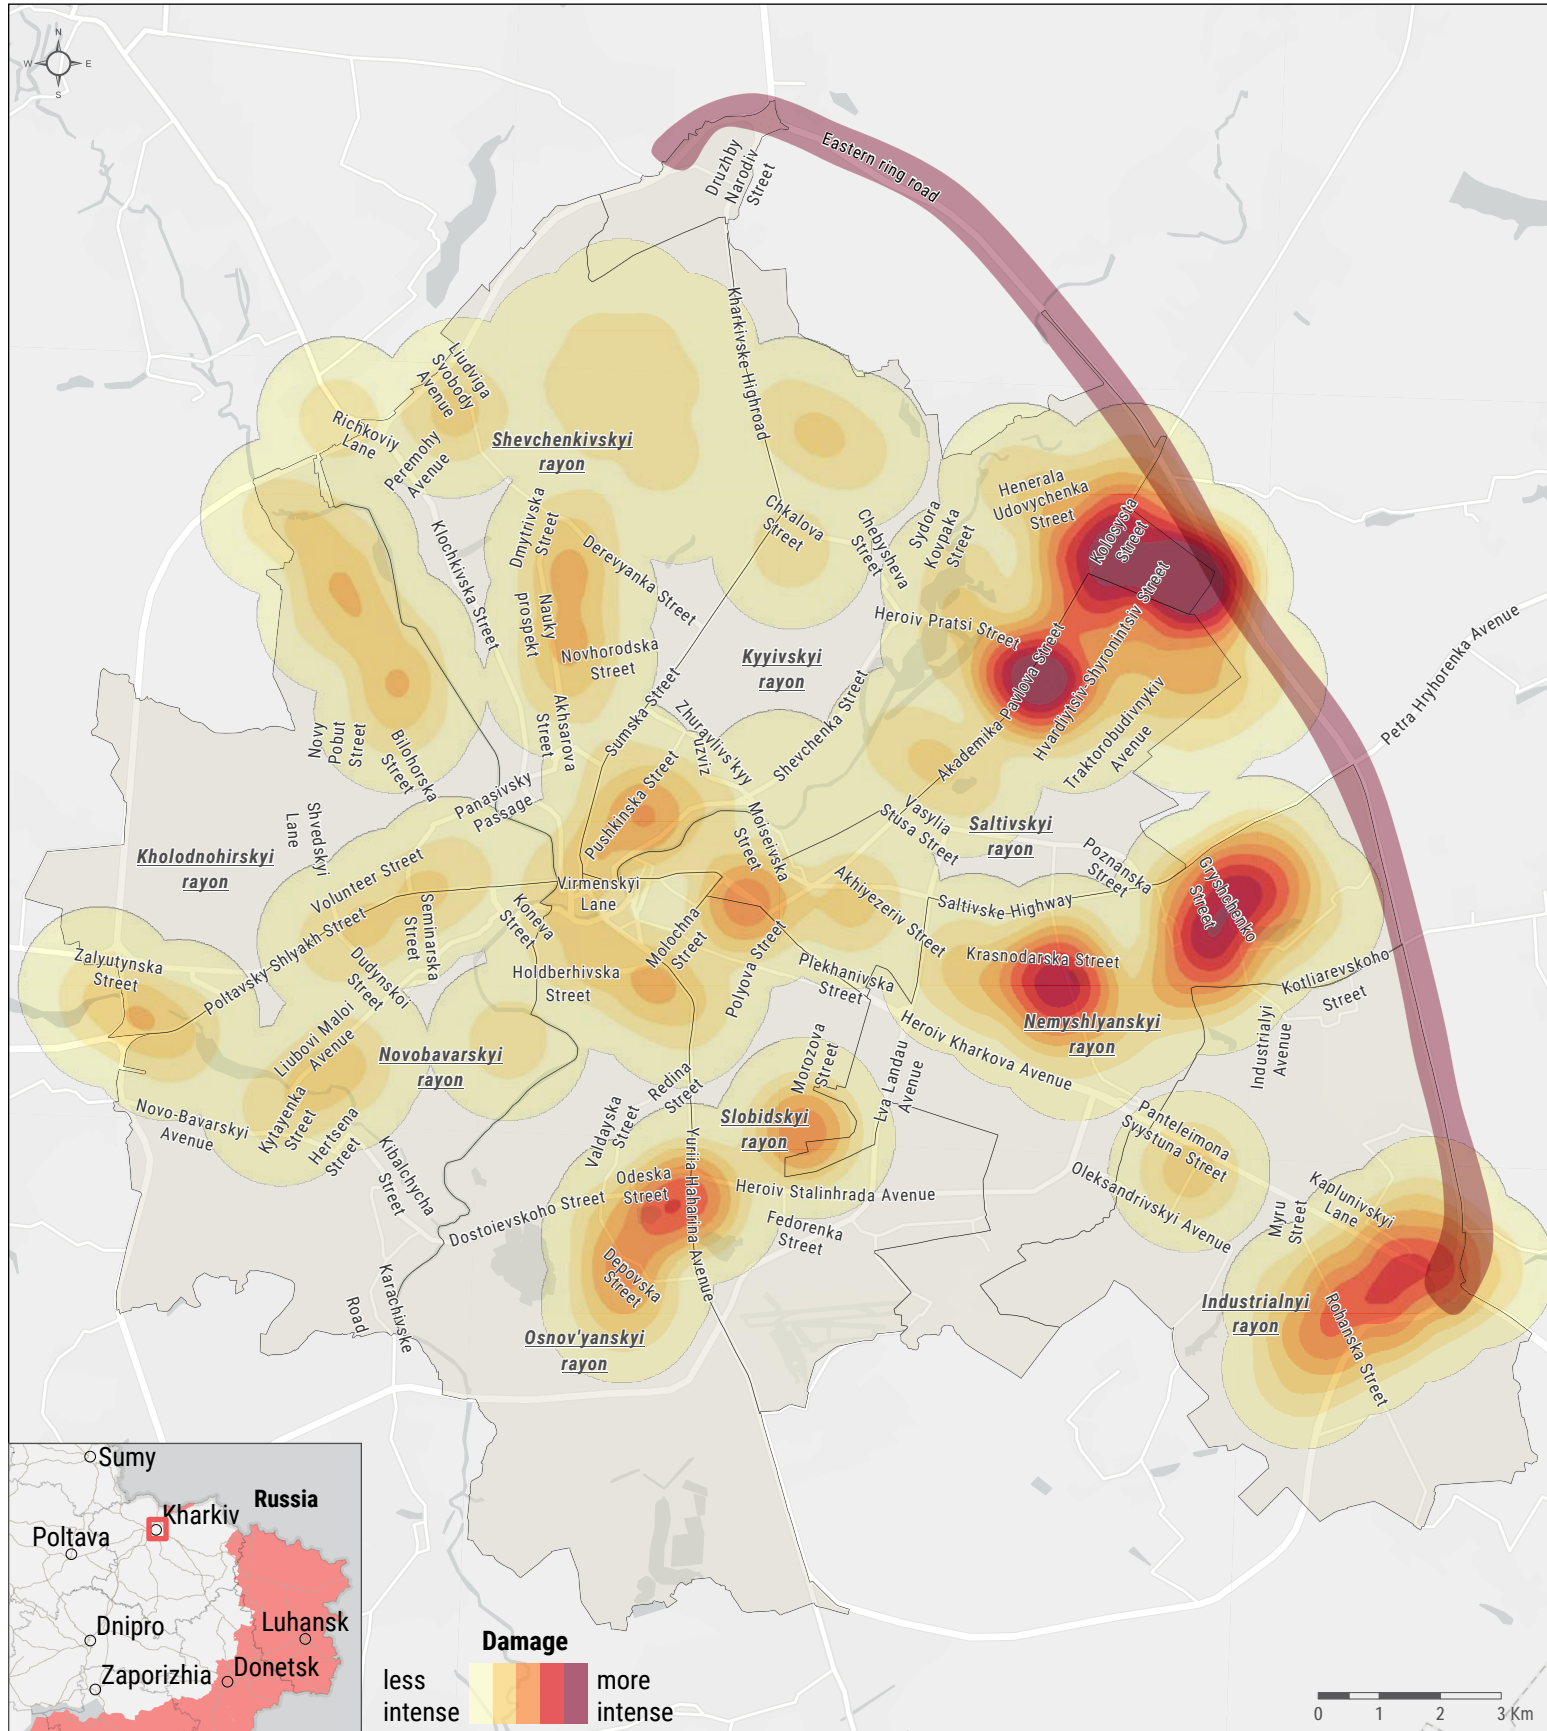 N
W
E
S
Eastern ring road
Druzhby
Narodiv
Street
Kharkivske Highroad
Liudviga
Svobody
Avenue
Richkoviy
Lane
Peremohy
Avenue
Shevchenkivskyi
rayon
Henerala
Udovychenka
Street
Kolosysta
Street
Dmytrivska
Street
Chkalova
Street
Chebysheva
Street
Sydora
Kovpaka
Street
Klochkivska Street
Derevyanka Street
Nauky
prospekt
Novhorodska
Street
Heroiv Pratsi Street
Hvardiytsiv-Shyronintsiv Street
Akademika Pavlova Street
Kyyivskyi
rayon
Petra Hryhorenka Avenue
Sumska Street
Shevchenka Street
Traktorobudivnykiv
Avenue
Novy
Pobut
Street
Bilohorska
Street
Akhsarova
Street
Zhuravlivs'kyy
uzviz
Pushkinska Street
Panasivsky
Passage
Shvedskyi
Lane
Moiseivska
Street
Vasylia
Stusa Street
Saltivskyi
rayon
Poznanska
Street
Kholodnohirskyi
rayon
Volunteer Street
Virmenskyi
Lane
Akhiyezeriv Street
Saltivske Highway
Gryshchenko
Street
Seminarska
Street
Koneva
Street
Molochna
Street
Poltavsky Shlyakh Street
Zalyutynska
Street
Dudynskoi
Street
Holdberhivska
Street
Polyova Street
Plekhanivska
Street
Krasnodarska Street
Kotliarevskoho
Street
Nemyshlyanskyi
rayon
Liubovi Maloi
Avenue
Novobavarskyi
rayon
Heroiv Kharkova Avenue
Industrialyi
Avenue
Morozova
Street
Lva Landau
Avenue
Redina
Street
Novo-Bavarskyi
Avenue
Kytayenka
Street
Hertsena
Street
Kibalchycha
Street
Valdayska
Street
Slobidskyi
rayon
Panteleimona
Svystuna Street
Yuriia Haharina Avenue
Odeska
Street
Heroiv Stalinhrada Avenue
Oleksandrivskyi Avenue
Kaplunivskyi
Lane
Myru
Street
Dostoievskoho Street
Fedorenka
Street
Depovska
Street
Karachivske
Road
Industrialnyi
rayon
Rohanska Street
Osnov'yanskyi
rayon
Sumy
Russia
Kharkiv
Poltava
Dnipro
Luhansk
Zaporizhia
Donetsk
Damage
less
intense
more
intense
0 1 2 3 Km